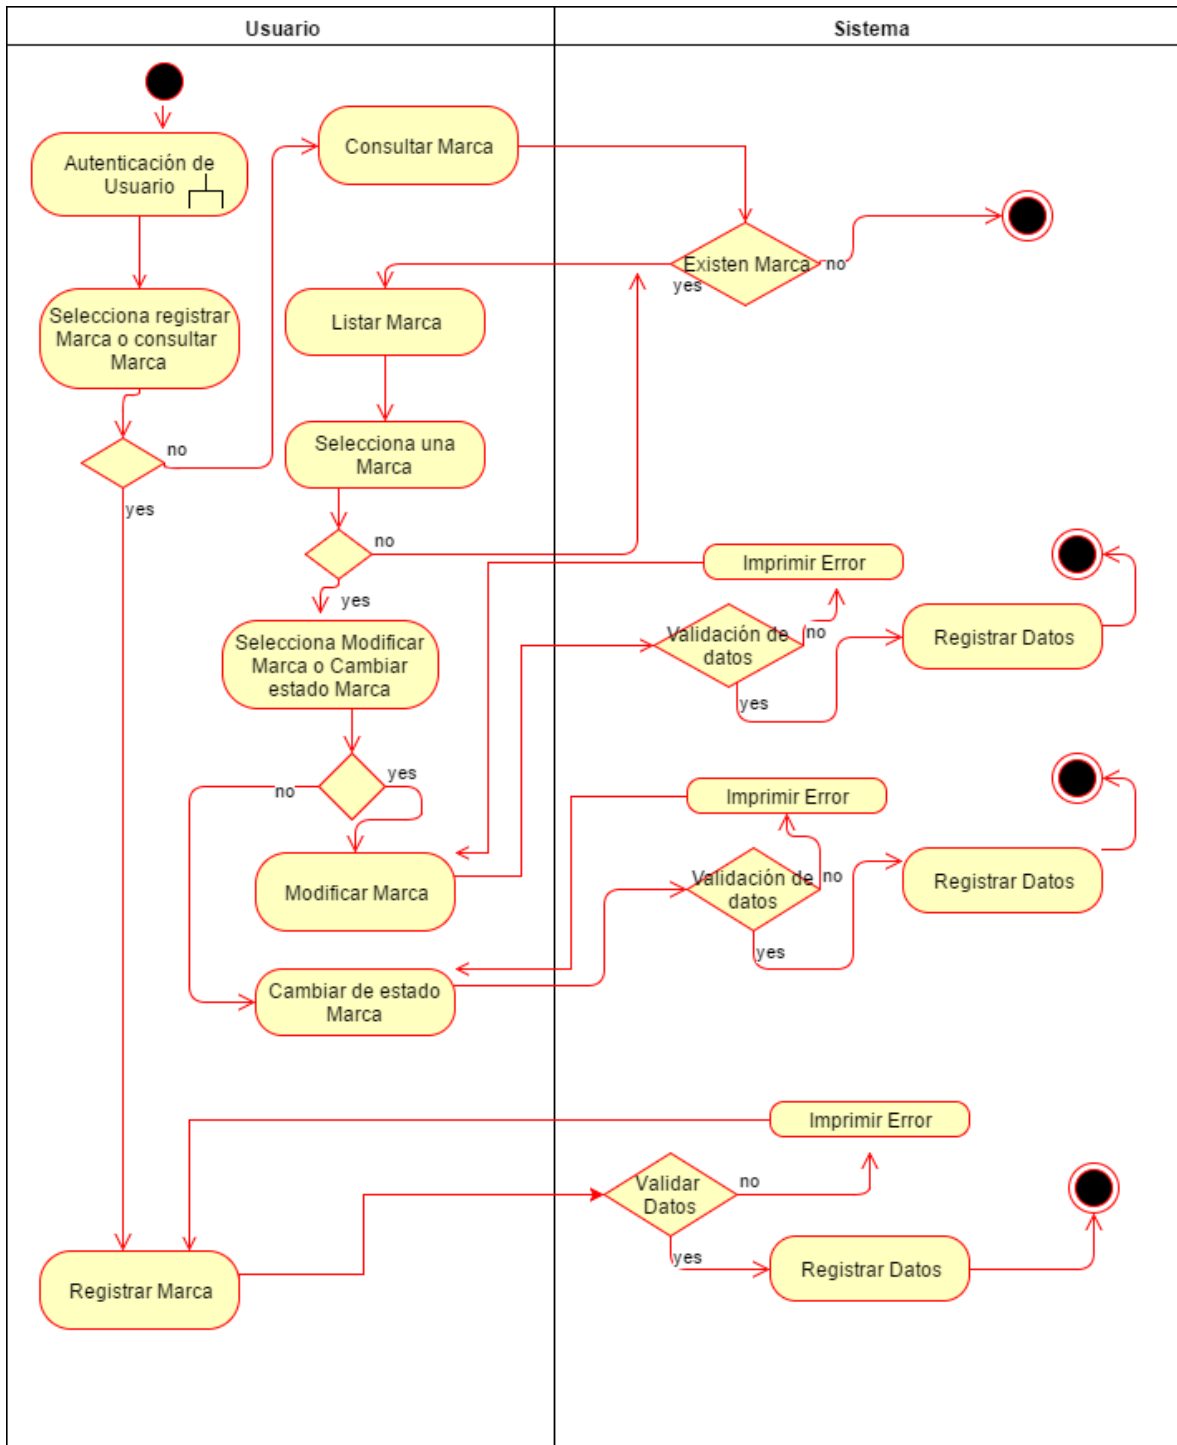 Usuario
Sistema
Autenticación de
Usuario
Consultar Marca
Existen Marca
no
yes
Selecciona registrar
Marca o consultar
Marca
Listar Marca
no
yes
Selecciona una
Marca
no
yes
Imprimir Error
Validación de
datos
no
yes
Registrar Datos
Selecciona Modificar
Marca o Cambiar
estado Marca
yes
no
Imprimir Error
Modificar Marca
Validación de
datos
no
yes
Registrar Datos
Cambiar de estado
Marca
Imprimir Error
Validar
Datos
no
yes
Registrar Datos
Registrar Marca